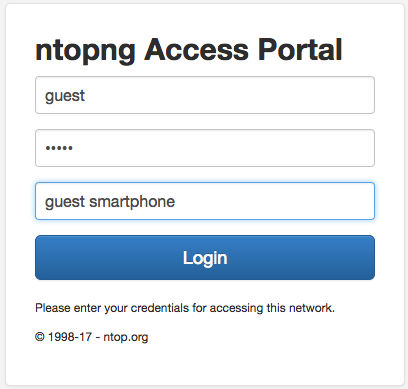 ntopng Access Portal
guest
•••••
guest smartphone
Login
Please enter your credentials for accessing this network.
© 1998-17 - ntop.org